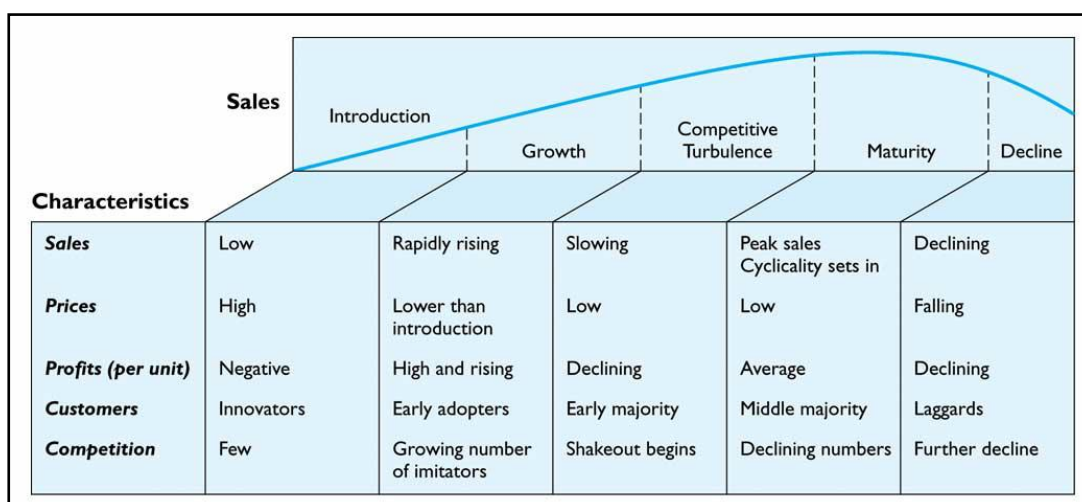 Sales
Introduction
Growth
Competitive
Turbulence
Maturity
Decline
Characteristics
Sales Low Rapidly rising Slowing Peak sales Declining
Cyclicality sets in
Prices High Lower than Low Low Falling
introduction
Profits (per unit) Negative High and rising Declining Average Declining
Customers Innovators Early adopters Early majority Middle majority Laggards
Competition Few Growing number Shakeout begins Declining numbers Further decline
of imitators